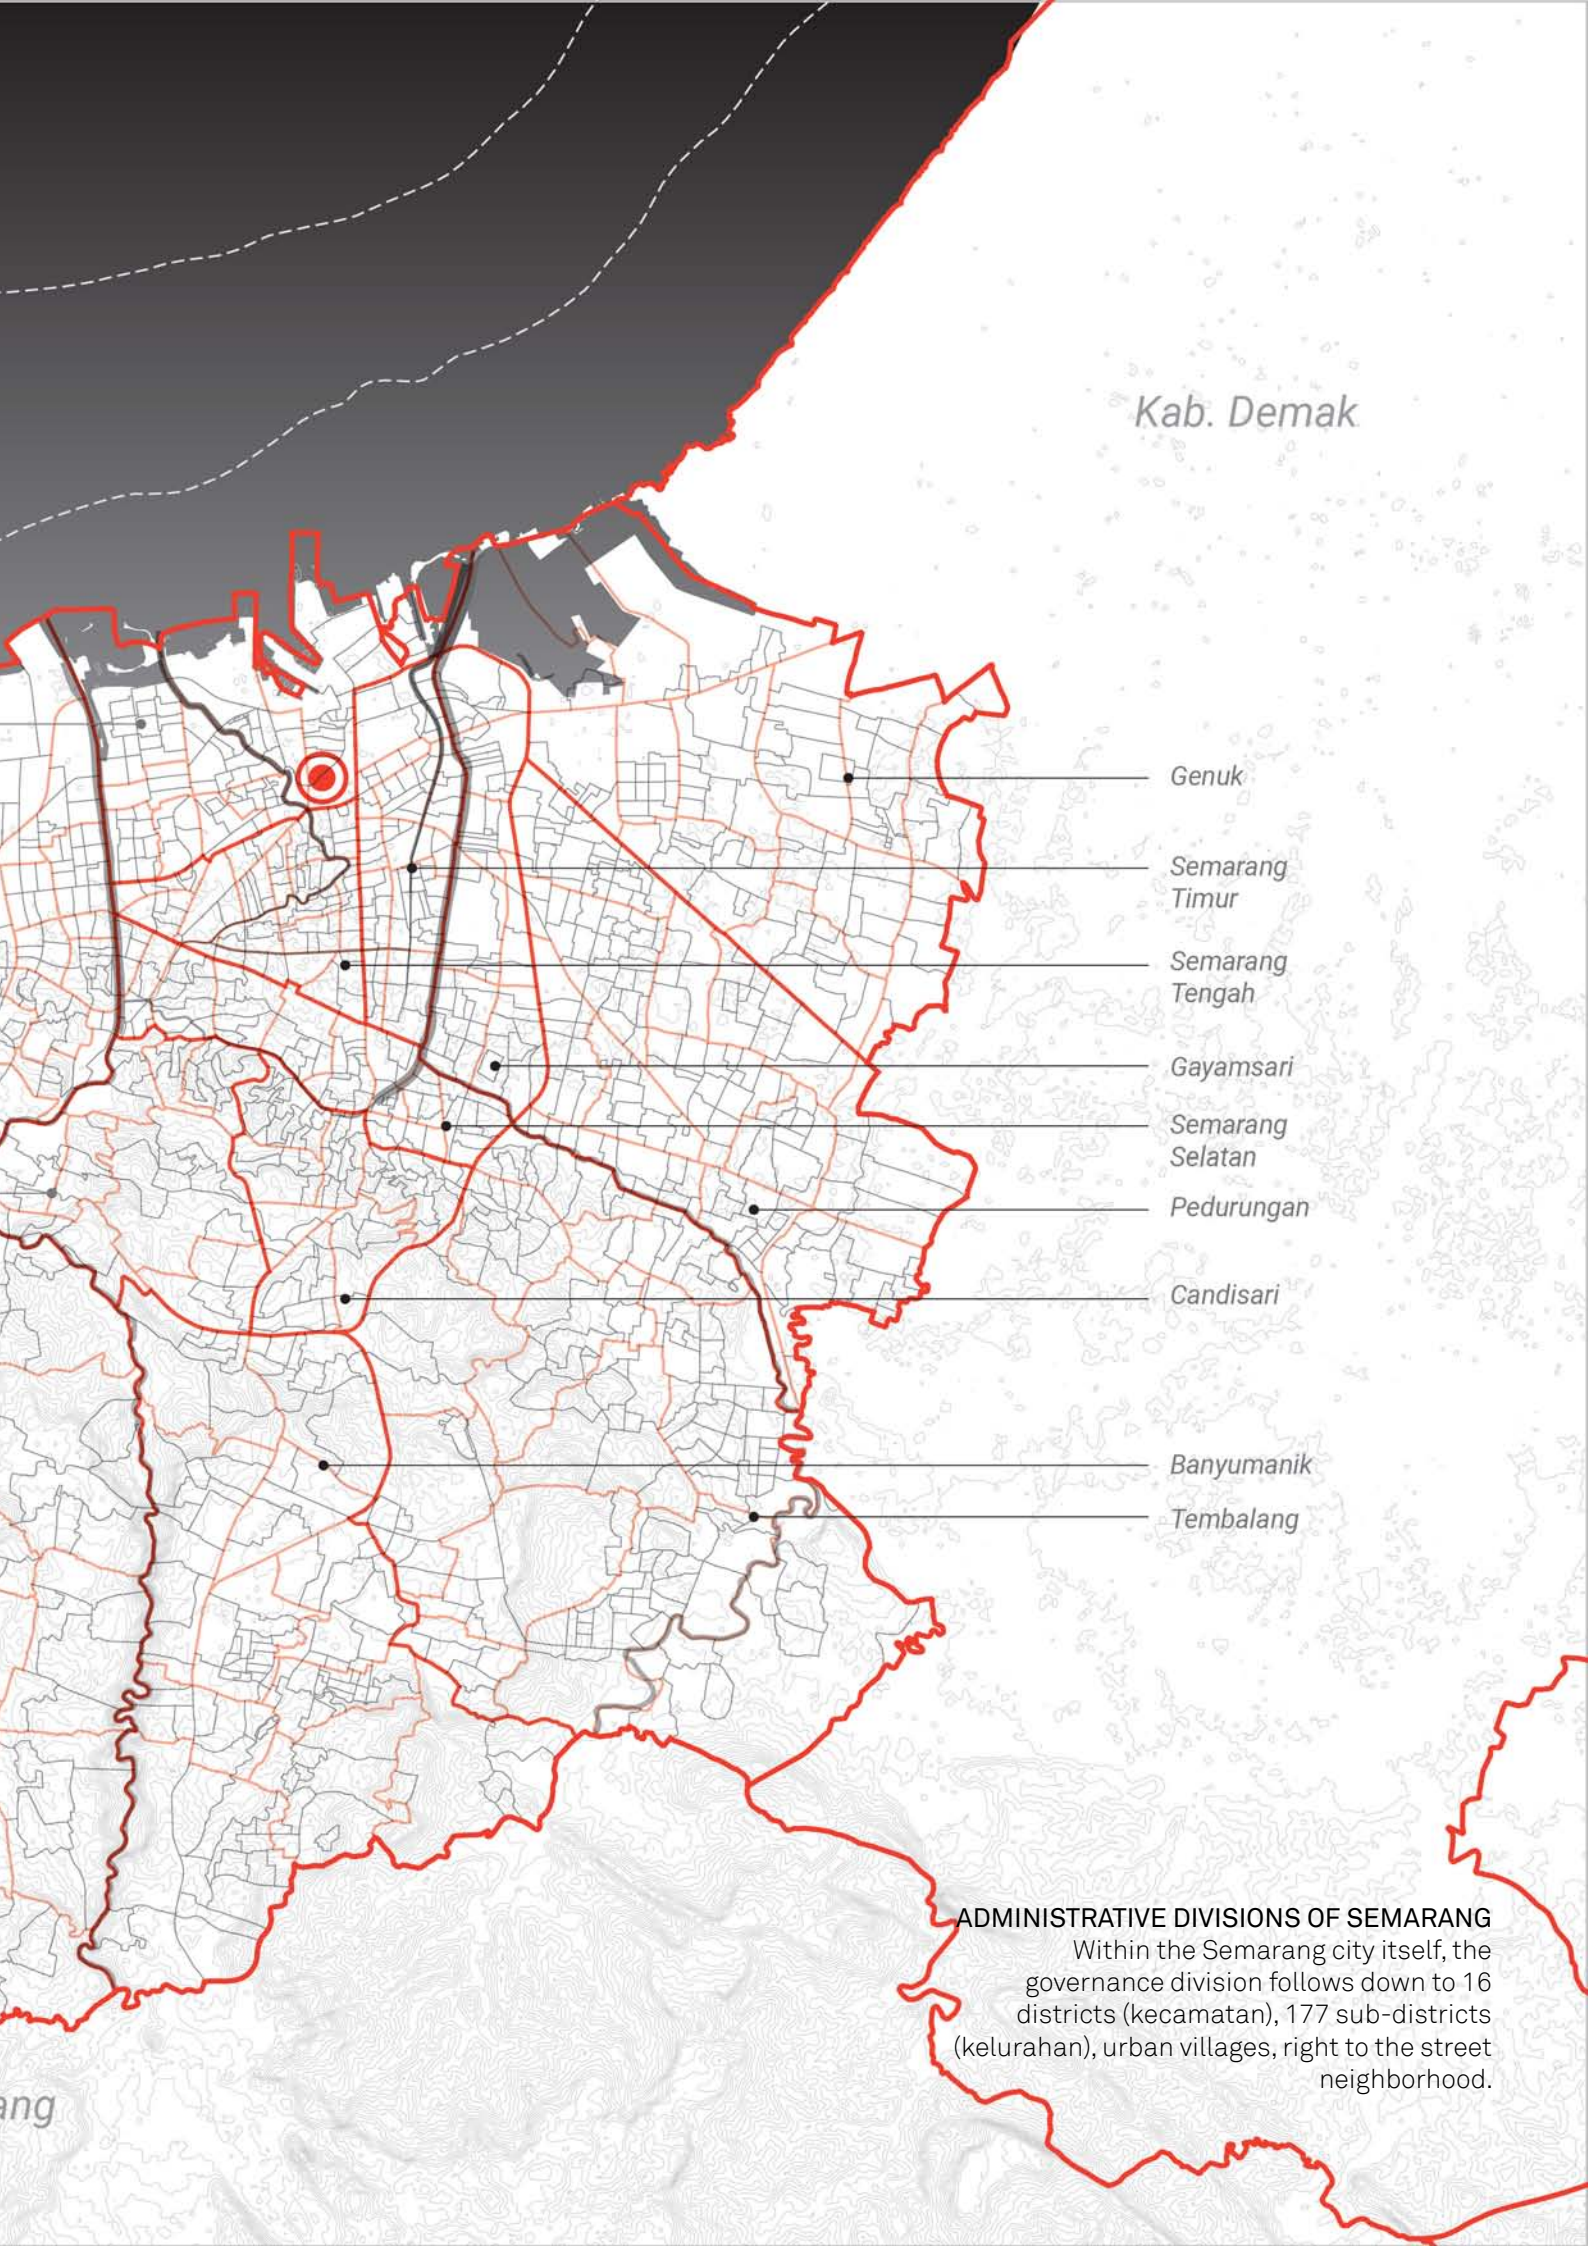 Kab. Demak
Genuk
Semarang
Timur
Semarang
Tengah
Gayamsari
Semarang
Selatan
Pedurungan
Candisari
Banyumanik
Tembalang
ADMINISTRATIVE DIVISIONS OF SEMARANG
Within the Semarang city itself, the
governance division follows down to 16
districts (kecamatan), 177 sub-districts
(kelurahan), urban villages, right to the street
neighborhood.
ang